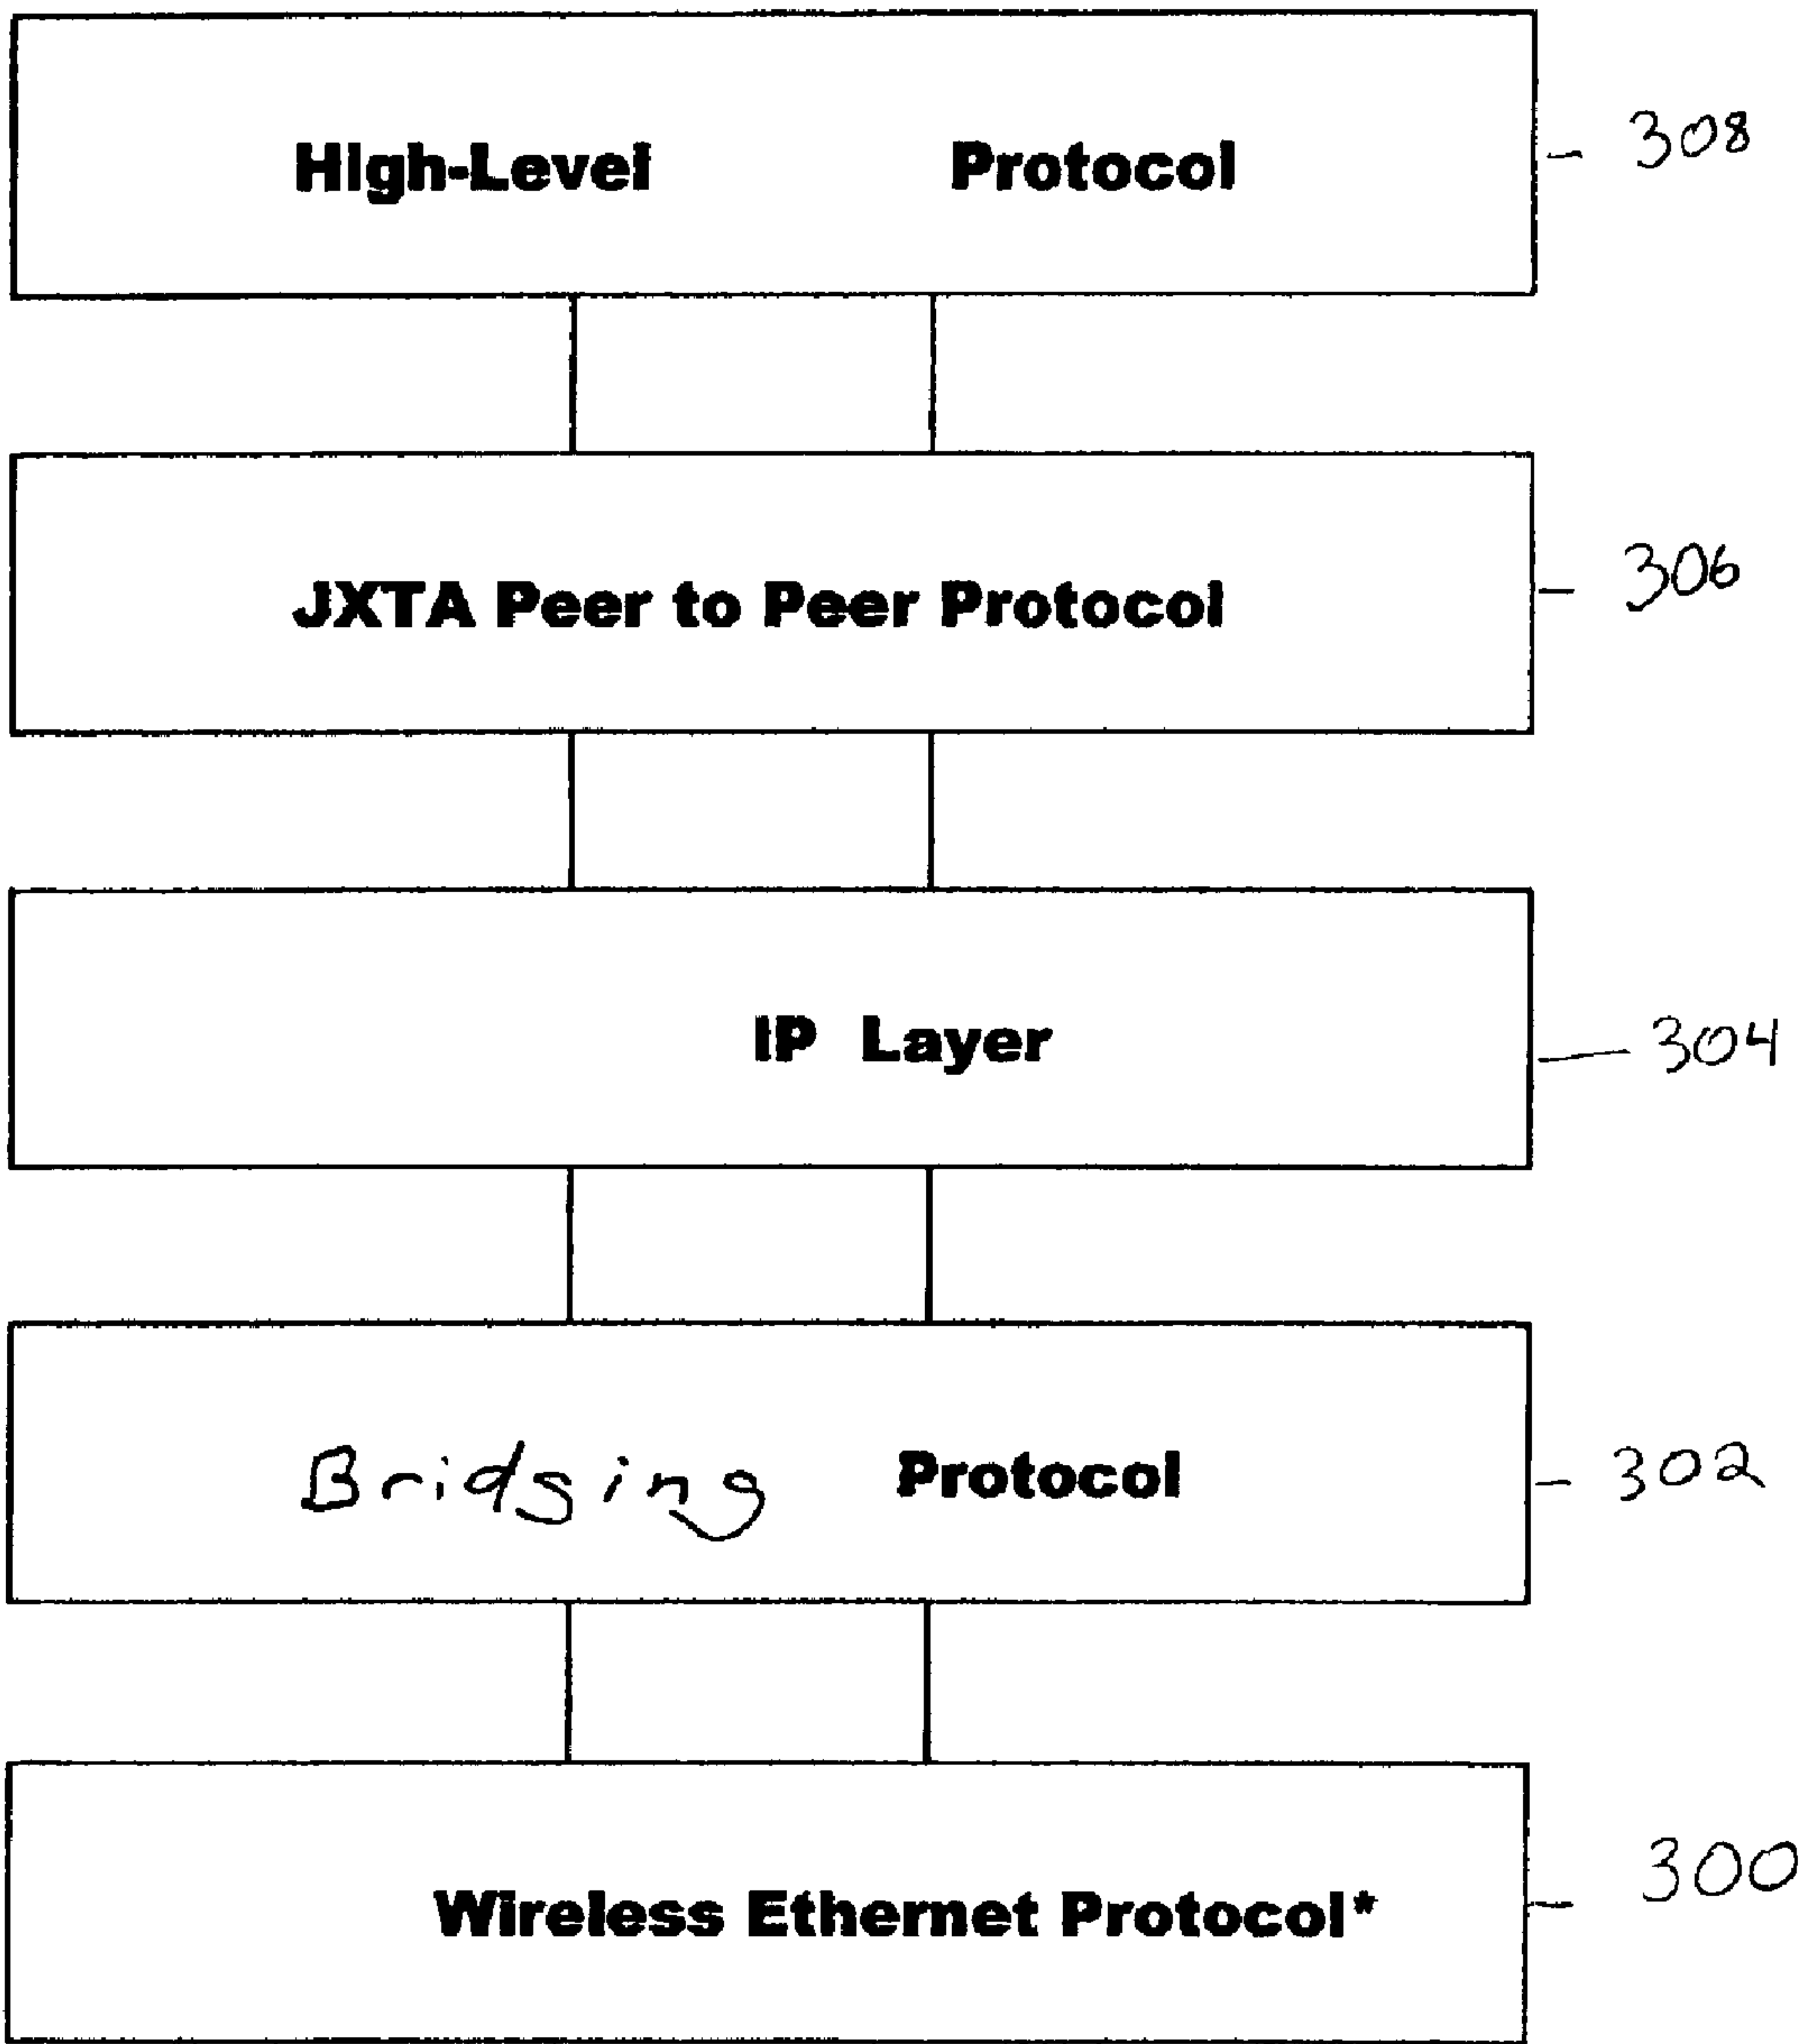 High-Level Protocol
308
JXTA Peer to Peer Protocol
306
IP Layer
304
Bridging Protocol
302
Wireless Ethernet Protocol*
300